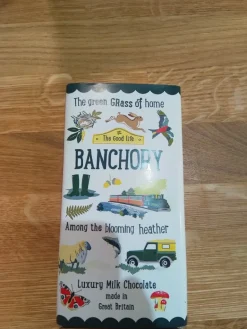 The green GRass of home
The Good Life
BANCHORY
Among the blooming heather
Luxury Milk Chocolate
made in
Great Britain